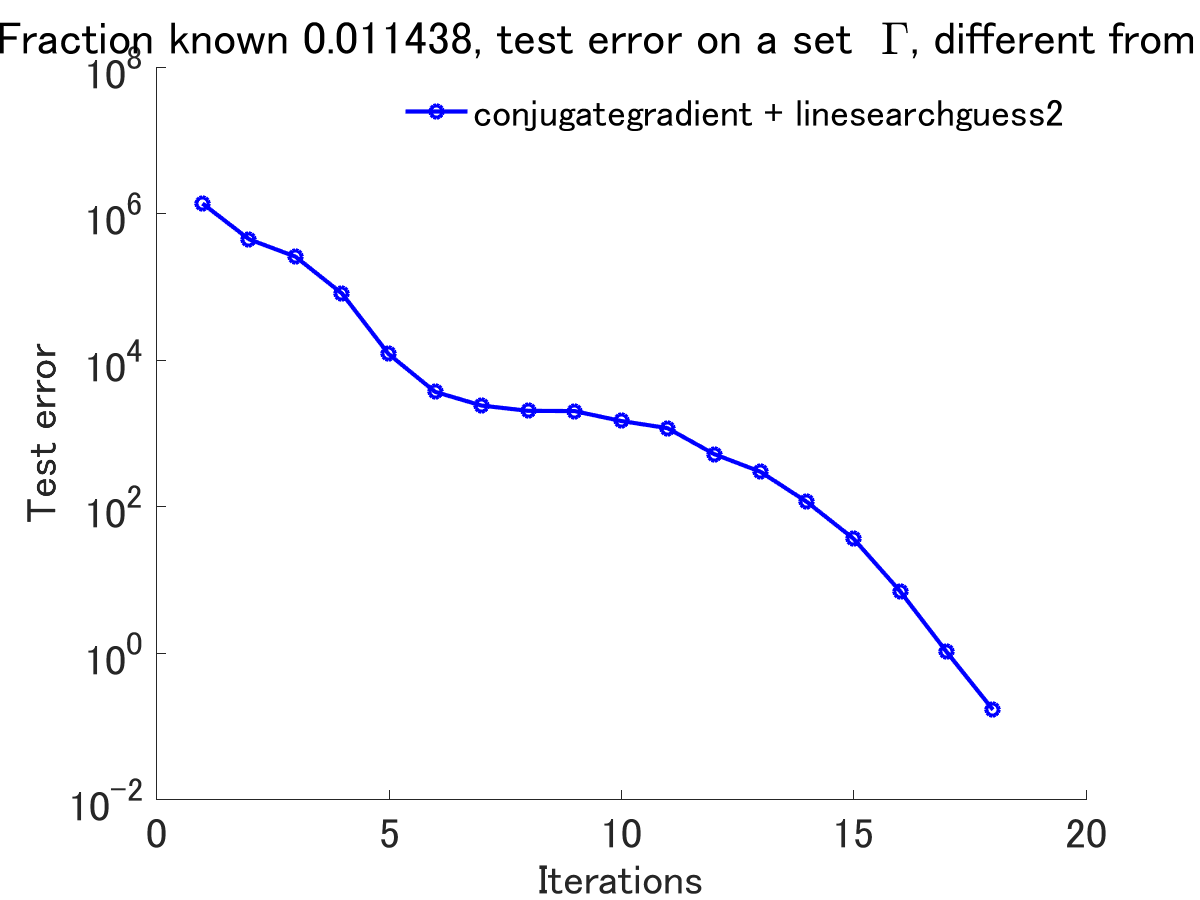 Fraction known 0.011438, test error on a set Γ, different from
conjugategradient + linesearchguess2
Test error
10^8
10^6
10^4
10^2
10^0
10^-2
0 5 10 15 20
Iterations